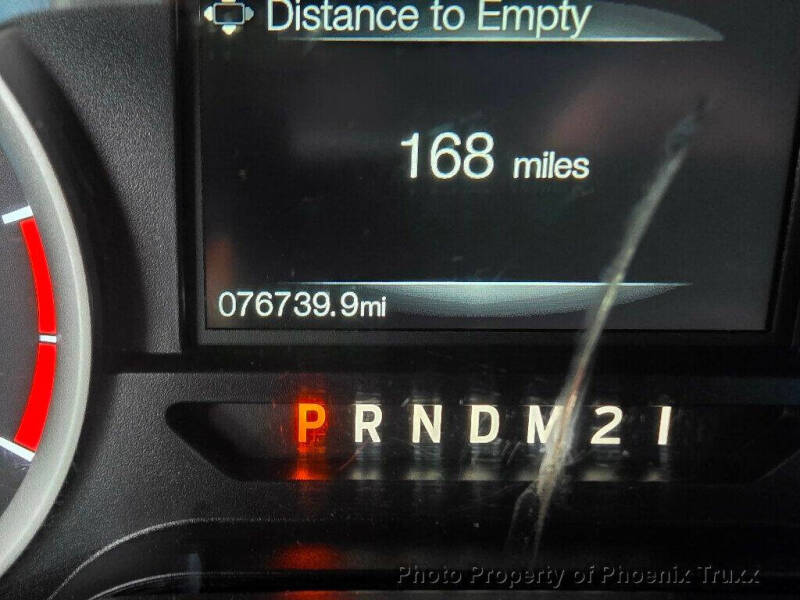 Distance to Empty
168 miles
076739.9mi
P R N D M 2 1
Photo Property of Phoenix Truxx